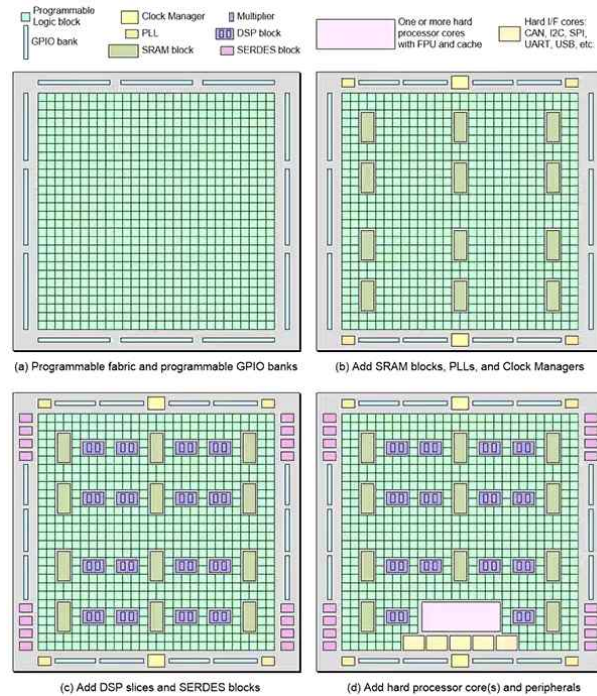 Programmable
Logic block
GPIO bank
Clock Manager
PLL
SRAM block
Multiplier
DSP block
SERDES block
One or more hard
processor cores
with FPU and cache
Hard I/F cores:
CAN, I2C, SPI,
UART, USB, etc.
(a) Programmable fabric and programmable GPIO banks
(b) Add SRAM blocks, PLLs, and Clock Managers
(c) Add DSP slices and SERDES blocks
(d) Add hard processor core(s) and peripherals